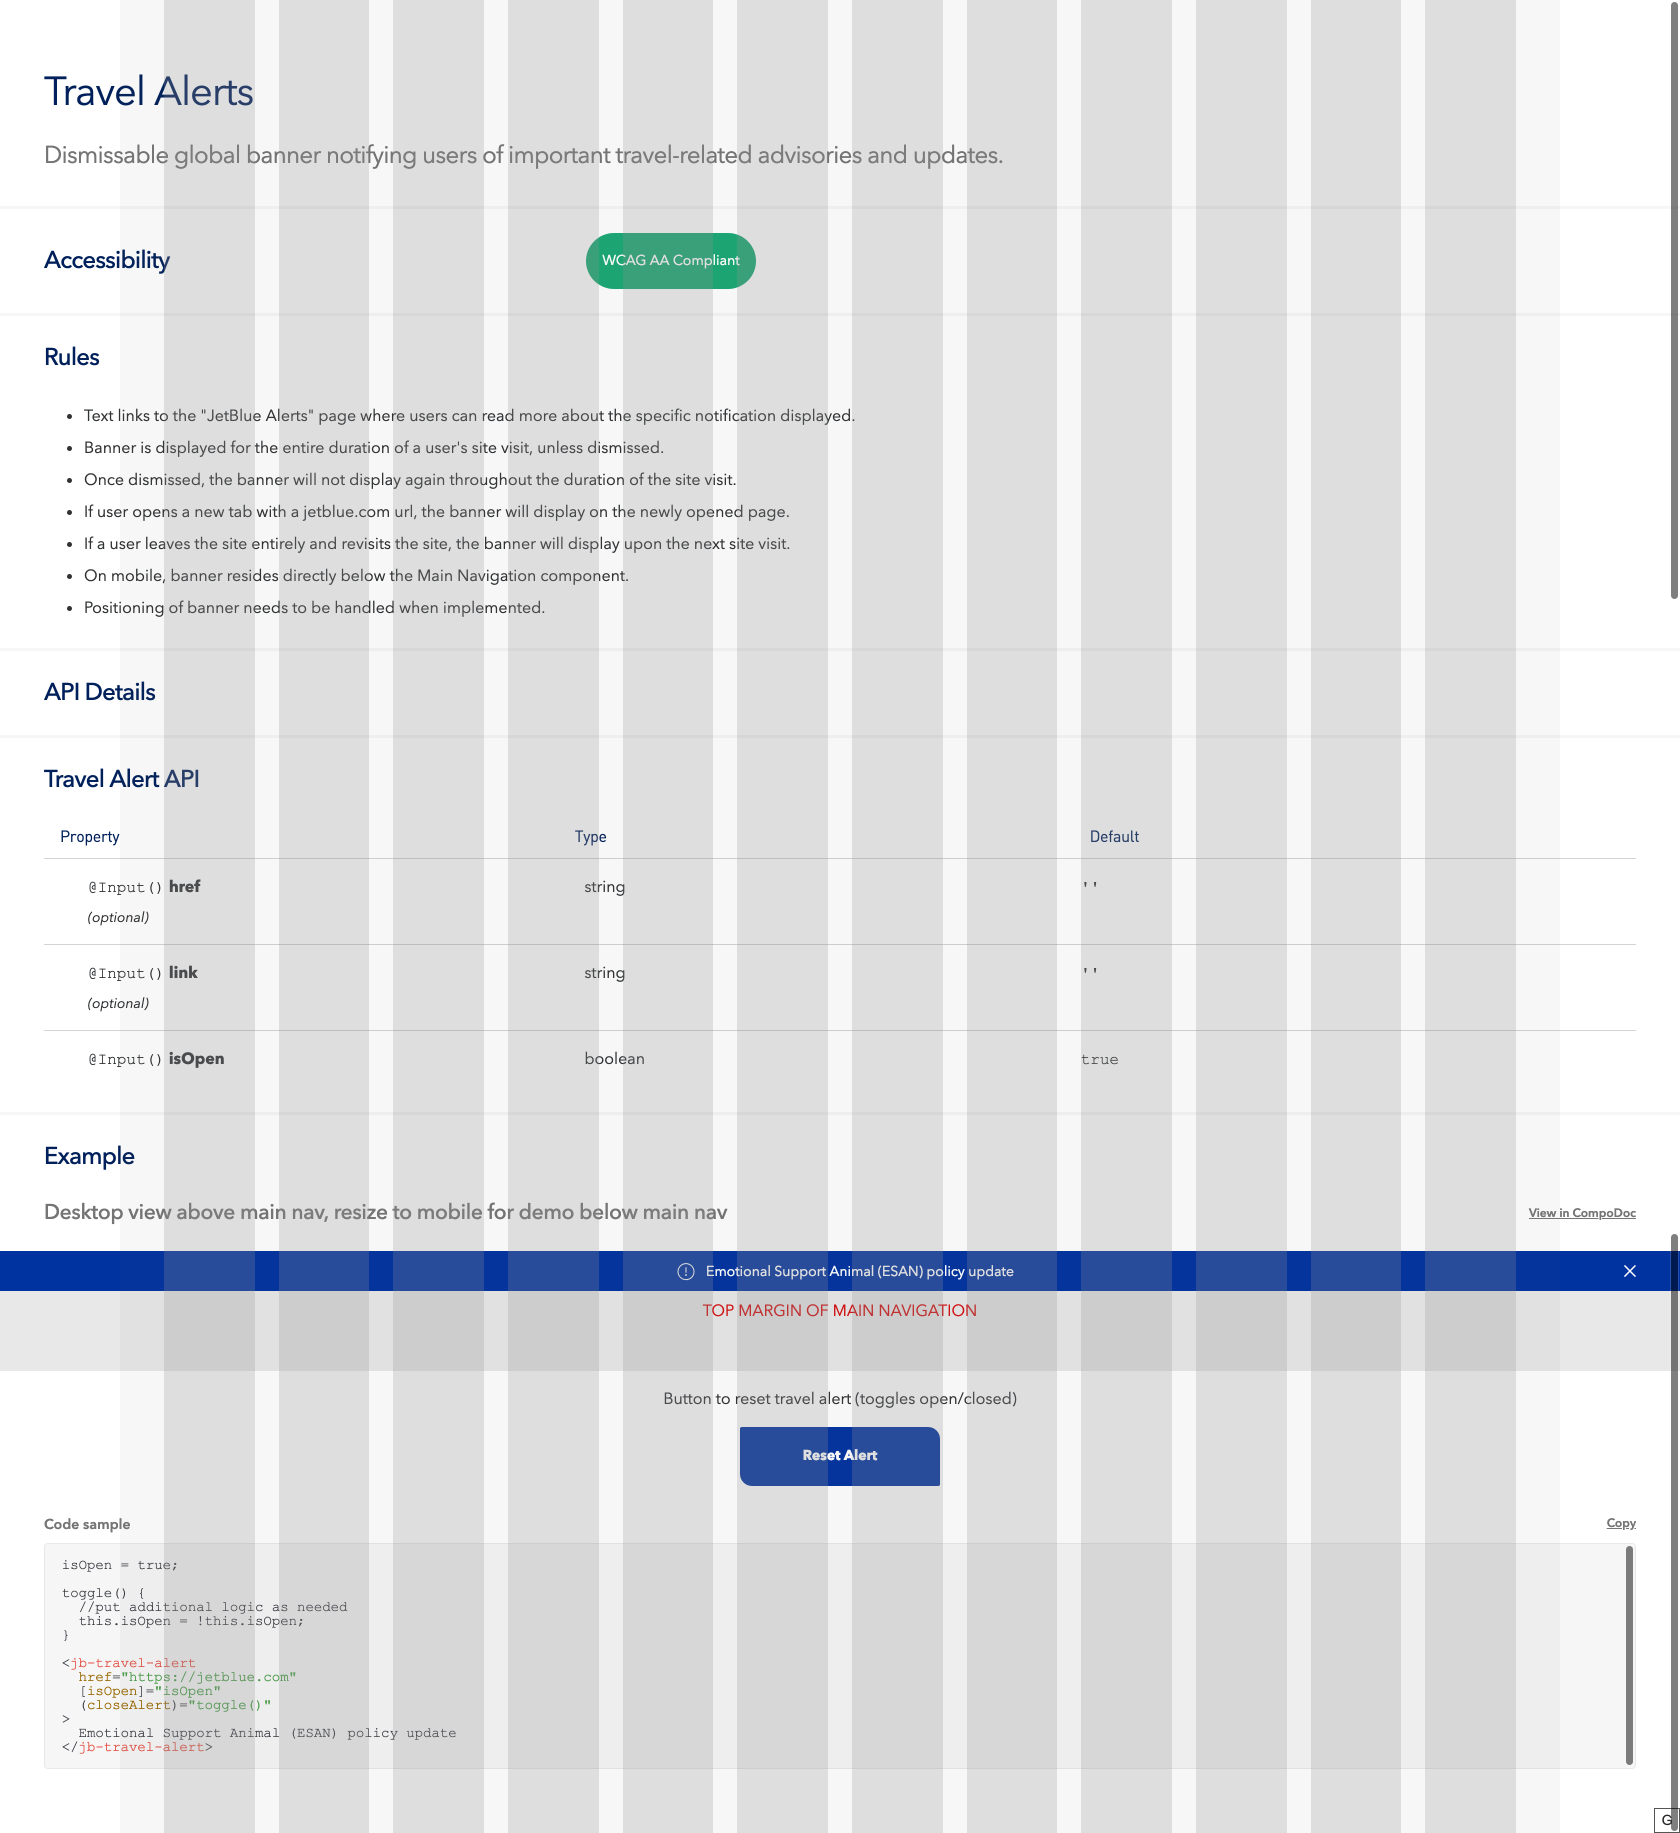 Travel Alerts
Dismissable global banner notifying users of important travel-related advisories and updates.
Accessibility
WCAG AA Compliant
Rules
• Text links to the "JetBlue Alerts" page where users can read more about the specific notification displayed.
• Banner is displayed for the entire duration of a user's site visit, unless dismissed.
• Once dismissed, the banner will not display again throughout the duration of the site visit.
• If user opens a new tab with a jetblue.com url, the banner will display on the newly opened page.
• If a user leaves the site entirely and revisits the site, the banner will display upon the next site visit.
• On mobile, banner resides directly below the Main Navigation component.
• Positioning of banner needs to be handled when implemented.
API Details
Travel Alert API
Property Type Default
@Input() href string ''
(optional)
@Input() link string ''
(optional)
@Input() isOpen boolean true
Example
Desktop view above main nav, resize to mobile for demo below main nav View in CompoDoc
Emotional Support Animal (ESAN) policy update
TOP MARGIN OF MAIN NAVIGATION
Button to reset travel alert (toggles open/closed)
Reset Alert
Code sample Copy
isOpen = true;
toggle() {
  //put additional logic as needed
  this.isOpen = !this.isOpen;
}
<jb-travel-alert
  href="https://jetblue.com"
  [isOpen]="isOpen"
  (closeAlert)="toggle()"
>
  Emotional Support Animal (ESAN) policy update
</jb-travel-alert>
G